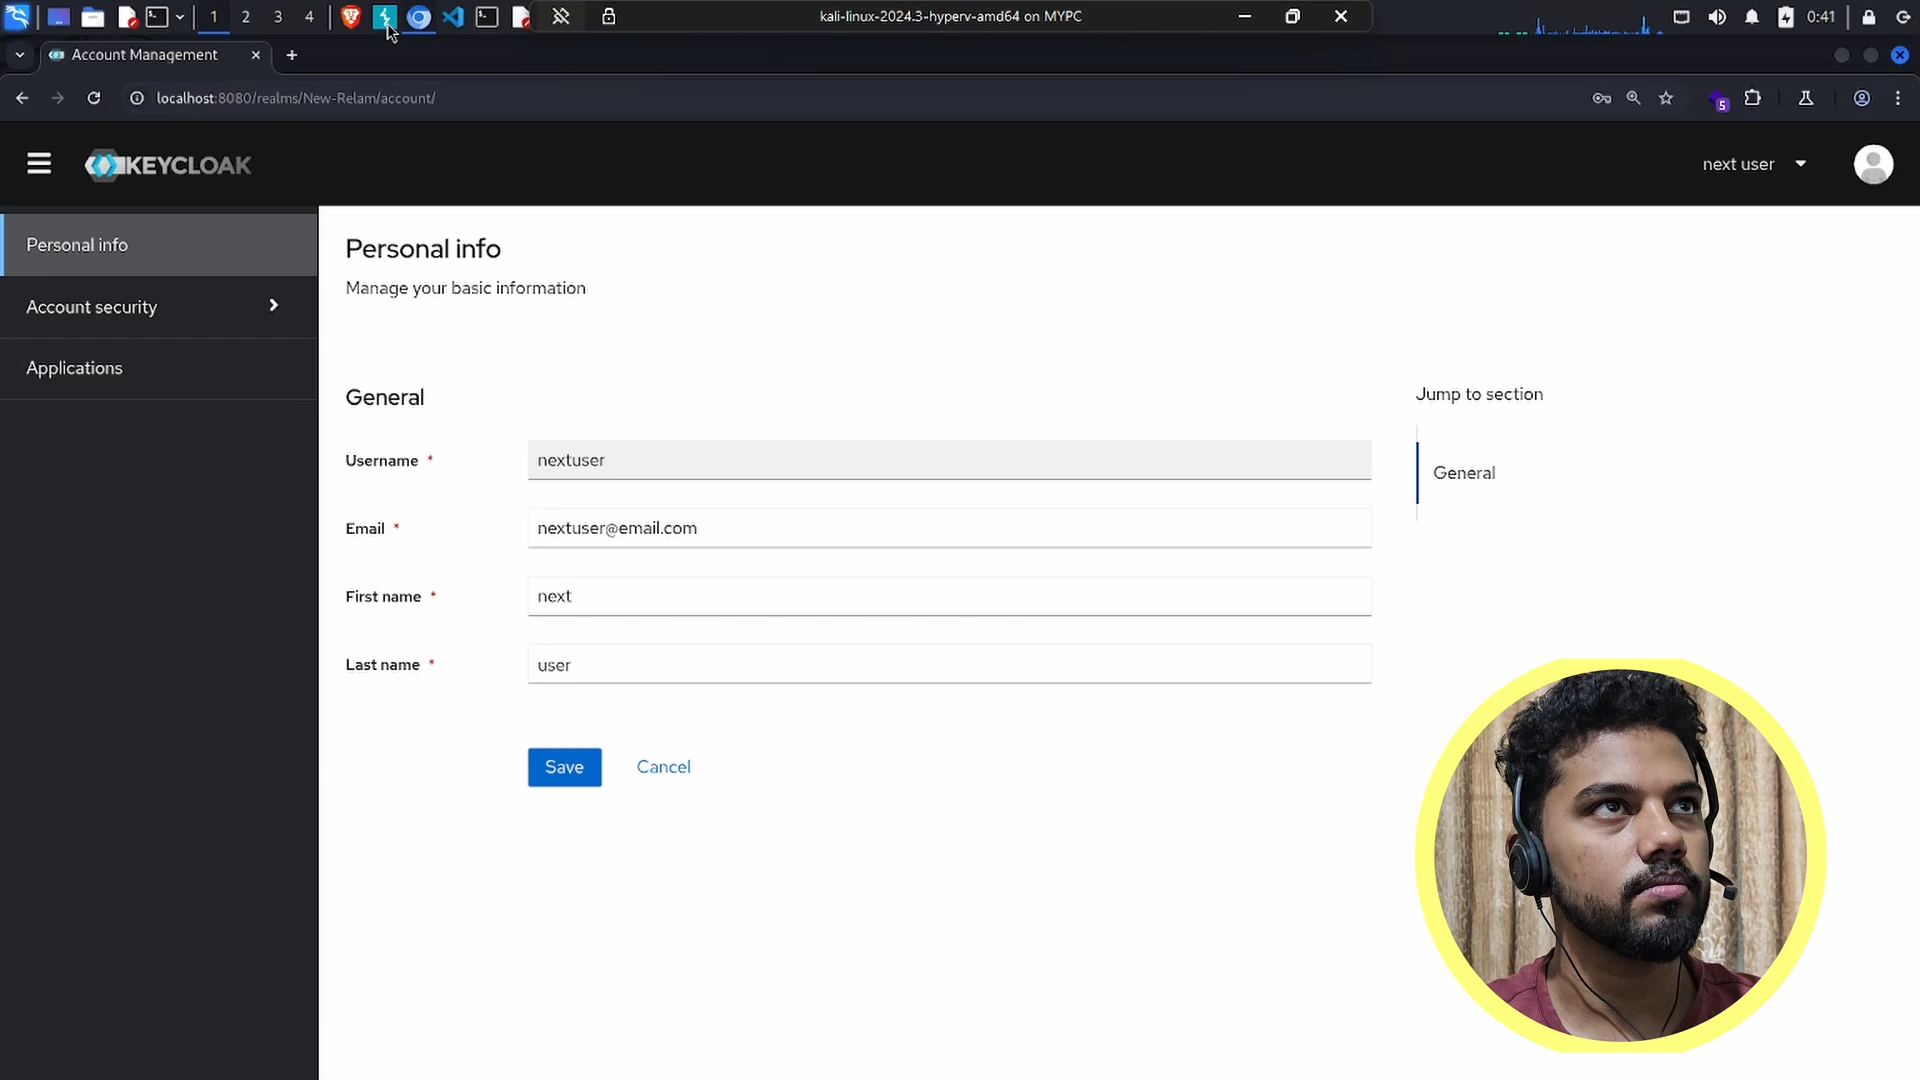 1 2 3 4
kali-linux-2024.3-hyperv-amd64 on MYPC
0:41
Account Management
localhost:8080/realms/New-Relam/account/
5
KEYCLOAK
next user
Personal info
Account security
Applications
Personal info
Manage your basic information
General
Jump to section
General
Username *
nextuser
Email *
nextuser@email.com
First name *
next
Last name *
user
Save
Cancel